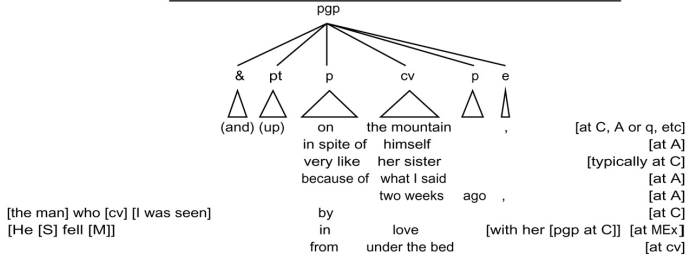 pgp
& pt p cv p e
(and) (up) on the mountain , [at C, A or q, etc]
in spite of himself [at A]
very like her sister [typically at C]
because of what I said [at A]
two weeks ago , [at A]
[the man] who [cv] [I was seen] by [at C]
[He [S] fell [M]] in love [with her [pgp at C]] [at MEx]]
from under the bed [at cv]